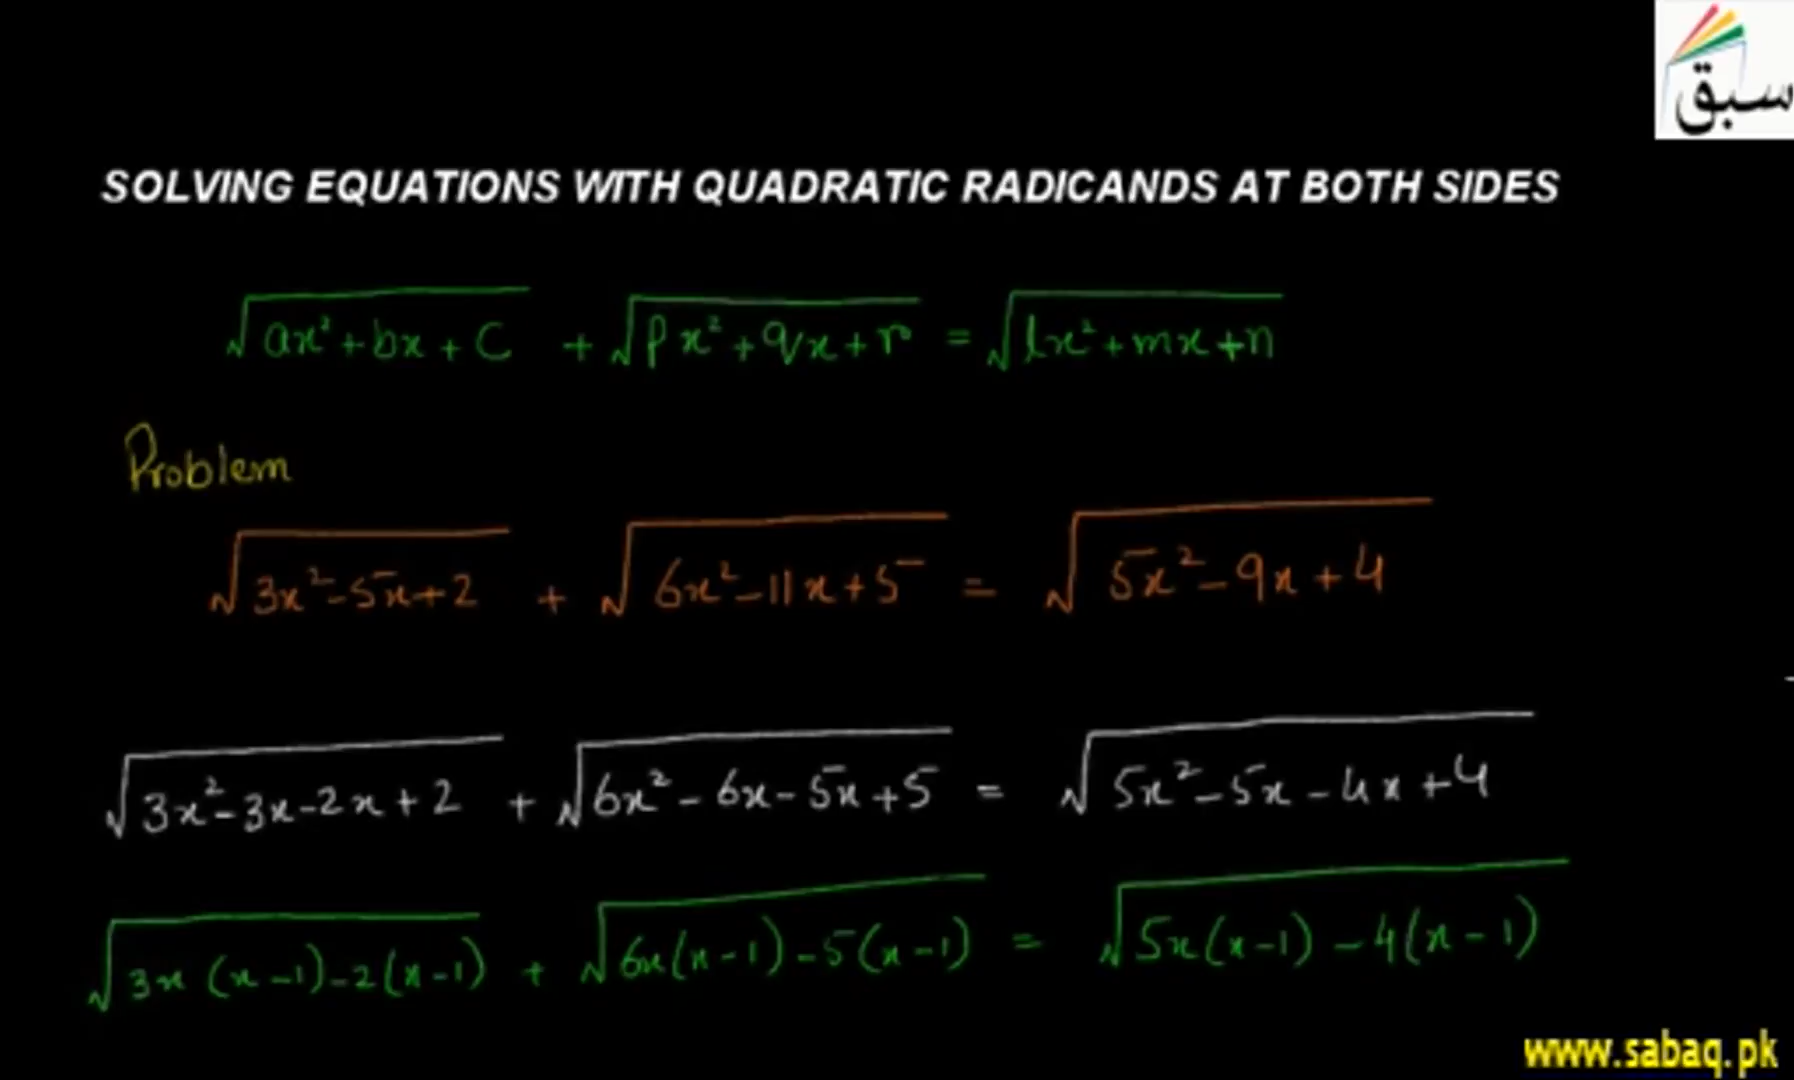 سبق
SOLVING EQUATIONS WITH QUADRATIC RADICANDS AT BOTH SIDES
√(ax²+bx+c) + √(px²+qx+r) = √(lx²+mx+n)
Problem
√(3x²-5x+2) + √(6x²-11x+5) = √(5x²-9x+4)
√(3x²-3x-2x+2) + √(6x²-6x-5x+5) = √(5x²-5x-4x+4)
√(3x(x-1)-2(x-1)) + √(6x(x-1)-5(x-1)) = √(5x(x-1)-4(x-1))
www.sabaq.pk